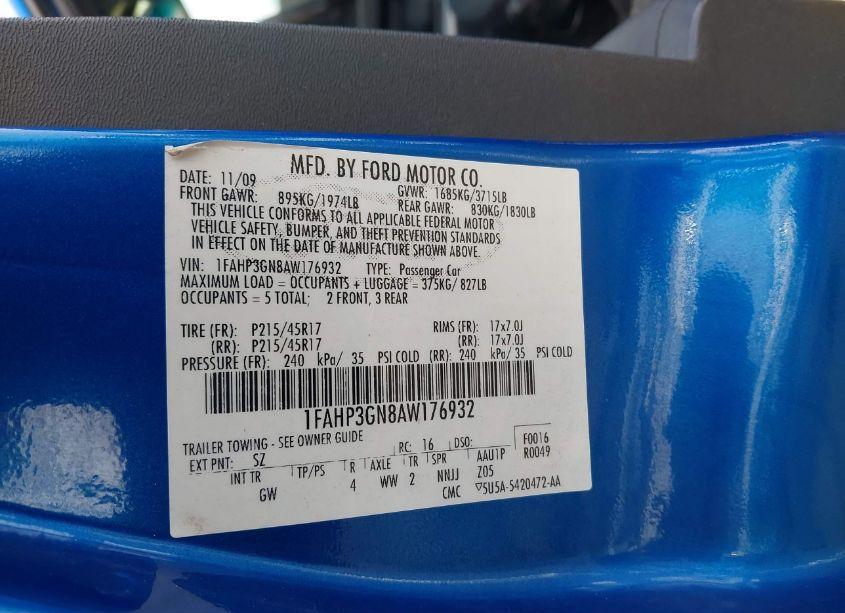 MFD. BY FORD MOTOR CO.
DATE: 11/09 GVWR: 1685KG/3715LB
FRONT GAWR: 895KG/1974LB REAR GAWR: 830KG/1830LB
THIS VEHICLE CONFORMS TO ALL APPLICABLE FEDERAL MOTOR
VEHICLE SAFETY, BUMPER, AND THEFT PREVENTION STANDARDS
IN EFFECT ON THE DATE OF MANUFACTURE SHOWN ABOVE.
VIN: 1FAHP3GN8AW176932 TYPE: Passenger Car
MAXIMUM LOAD = OCCUPANTS + LUGGAGE = 375KG/ 827LB
OCCUPANTS = 5 TOTAL; 2 FRONT, 3 REAR
TIRE (FR): P215/45R17 RIMS (FR): 17x7.0J
(RR): P215/45R17 (RR): 17x7.0J
PRESSURE (FR): 240 kPa/ 35 PSI COLD (RR): 240 kPa/ 35 PSI COLD
1FAHP3GN8AW176932
TRAILER TOWING - SEE OWNER GUIDE
EXT PNT: SZ RC: 16 DSO: F0016
R0049
INT TR TP/PS R AXLE TR SPR AAU1P
GW 4 WW 2 NNJJ Z05
CMC ▽5U5A-5420472-AA